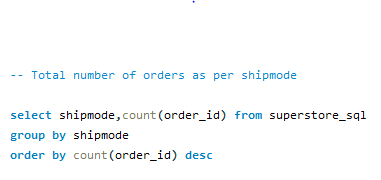 -- Total number of orders as per shipmode
select shipmode,count(order_id) from superstore_sql
group by shipmode
order by count(order_id) desc